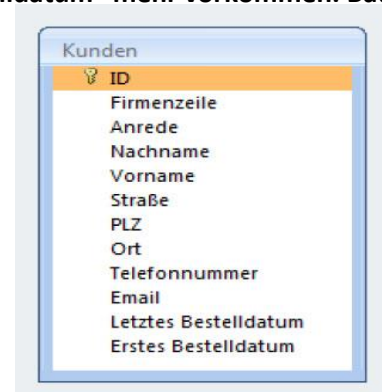 Kunden
ID
Firmenzeile
Anrede
Nachname
Vorname
Straße
PLZ
Ort
Telefonnummer
Email
Letztes Bestelldatum
Erstes Bestelldatum